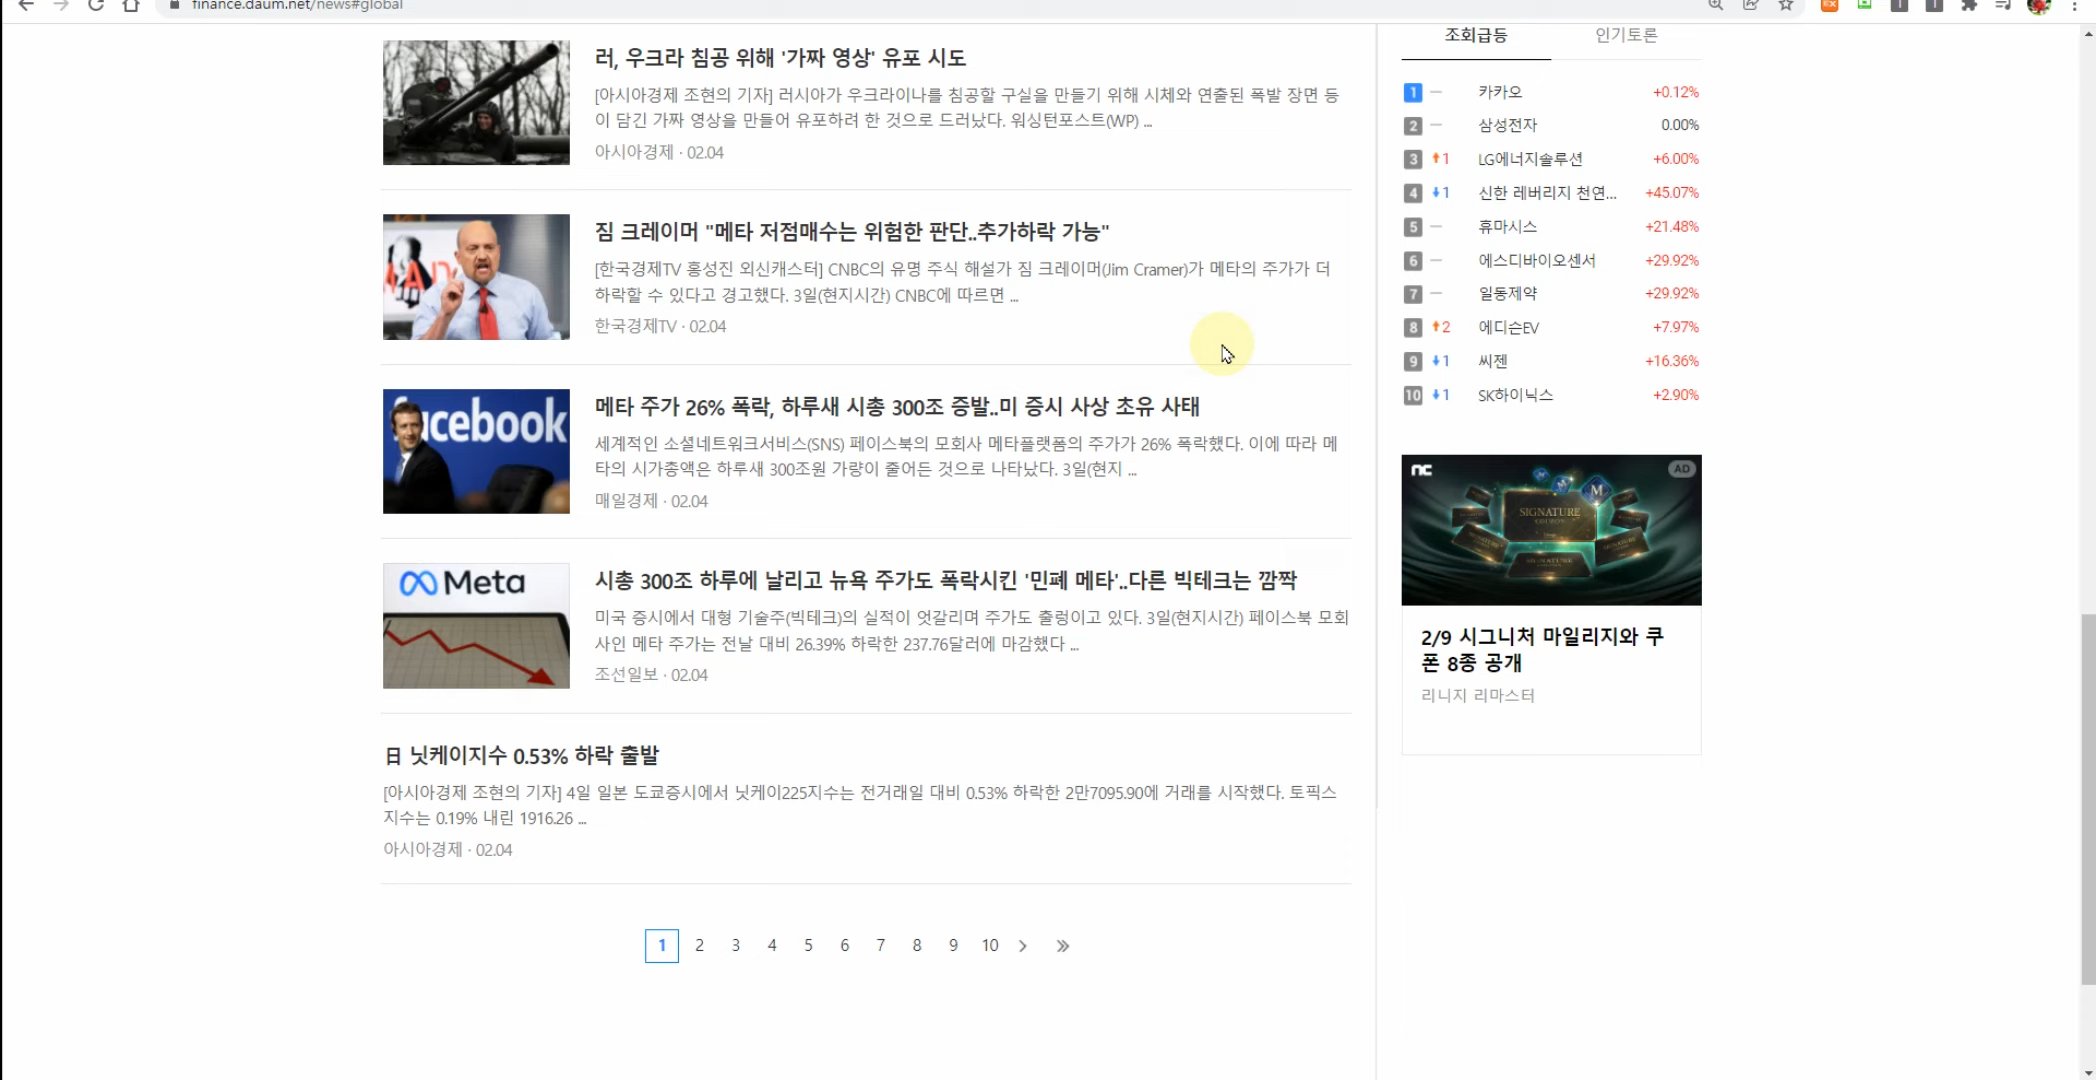 finance.daum.net/news#global
러, 우크라 침공 위해 '가짜 영상' 유포 시도
[아시아경제 조현의 기자] 러시아가 우크라이나를 침공할 구실을 만들기 위해 시체와 연출된 폭발 장면 등
이 담긴 가짜 영상을 만들어 유포하려 한 것으로 드러났다. 워싱턴포스트(WP) ...
아시아경제 · 02.04
짐 크레이머 "메타 저점매수는 위험한 판단..추가하락 가능"
[한국경제TV 홍성진 외신캐스터] CNBC의 유명 주식 해설가 짐 크레이머(Jim Cramer)가 메타의 주가가 더
하락할 수 있다고 경고했다. 3일(현지시간) CNBC에 따르면 ...
한국경제TV · 02.04
facebook
메타 주가 26% 폭락, 하루새 시총 300조 증발..미 증시 사상 초유 사태
세계적인 소셜네트워크서비스(SNS) 페이스북의 모회사 메타플랫폼의 주가가 26% 폭락했다. 이에 따라 메
타의 시가총액은 하루새 300조원 가량이 줄어든 것으로 나타났다. 3일(현지 ...
매일경제 · 02.04
Meta
시총 300조 하루에 날리고 뉴욕 주가도 폭락시킨 '민폐 메타'..다른 빅테크는 깜짝
미국 증시에서 대형 기술주(빅테크)의 실적이 엇갈리며 주가도 출렁이고 있다. 3일(현지시간) 페이스북 모회
사인 메타 주가는 전날 대비 26.39% 하락한 237.76달러에 마감했다 ...
조선일보 · 02.04
日 닛케이지수 0.53% 하락 출발
[아시아경제 조현의 기자] 4일 일본 도쿄증시에서 닛케이225지수는 전거래일 대비 0.53% 하락한 2만7095.90에 거래를 시작했다. 토픽스
지수는 0.19% 내린 1916.26 ...
아시아경제 · 02.04
1 2 3 4 5 6 7 8 9 10 > »
조회급등 인기토론
1 카카오 +0.12%
2 삼성전자 0.00%
3 1 LG에너지솔루션 +6.00%
4 1 신한 레버리지 천연... +45.07%
5 휴마시스 +21.48%
6 에스디바이오센서 +29.92%
7 일동제약 +29.92%
8 2 에디슨EV +7.97%
9 1 씨젠 +16.36%
10 1 SK하이닉스 +2.90%
nc
AD
M
M
SIGNATURE
COUPON
2/9 시그니처 마일리지와 쿠
폰 8종 공개
리니지 리마스터